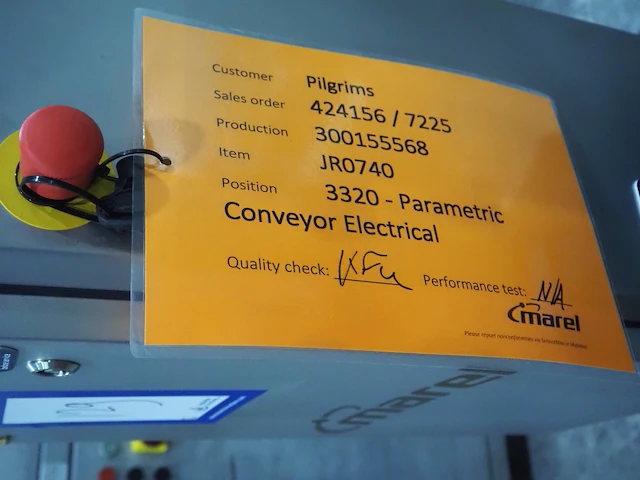 Customer Pilgrims
Sales order 424156 / 7225
Production 300155568
Item JR0740
Position 3320 - Parametric
Conveyor Electrical
Quality check: KFu Performance test: N/A
marel
marel